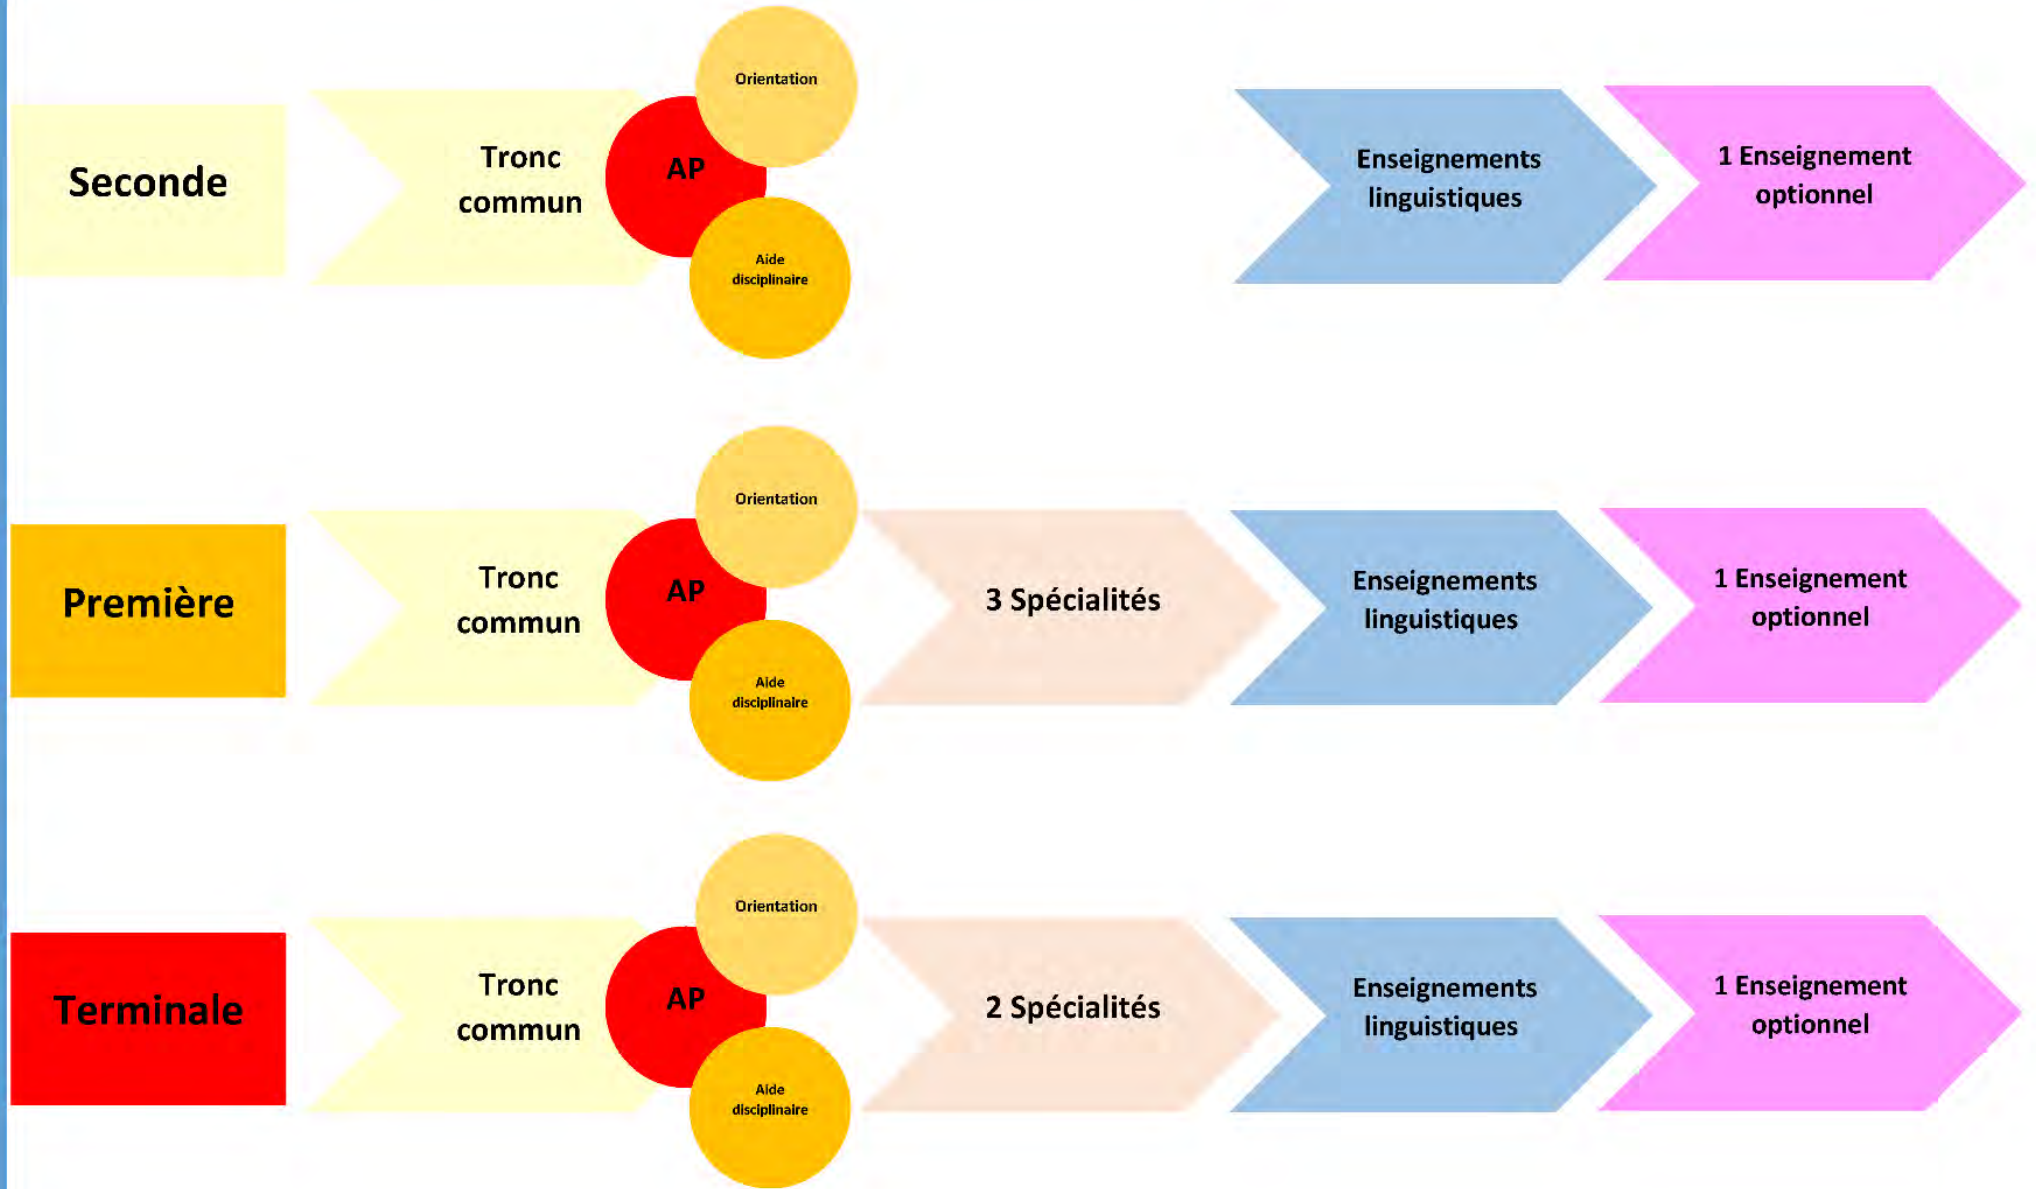 Seconde
Tronc
commun
AP
Orientation
Aide
disciplinaire
Enseignements
linguistiques
1 Enseignement
optionnel
Première
Tronc
commun
AP
Orientation
Aide
disciplinaire
3 Spécialités
Enseignements
linguistiques
1 Enseignement
optionnel
Terminale
Tronc
commun
AP
Orientation
Aide
disciplinaire
2 Spécialités
Enseignements
linguistiques
1 Enseignement
optionnel